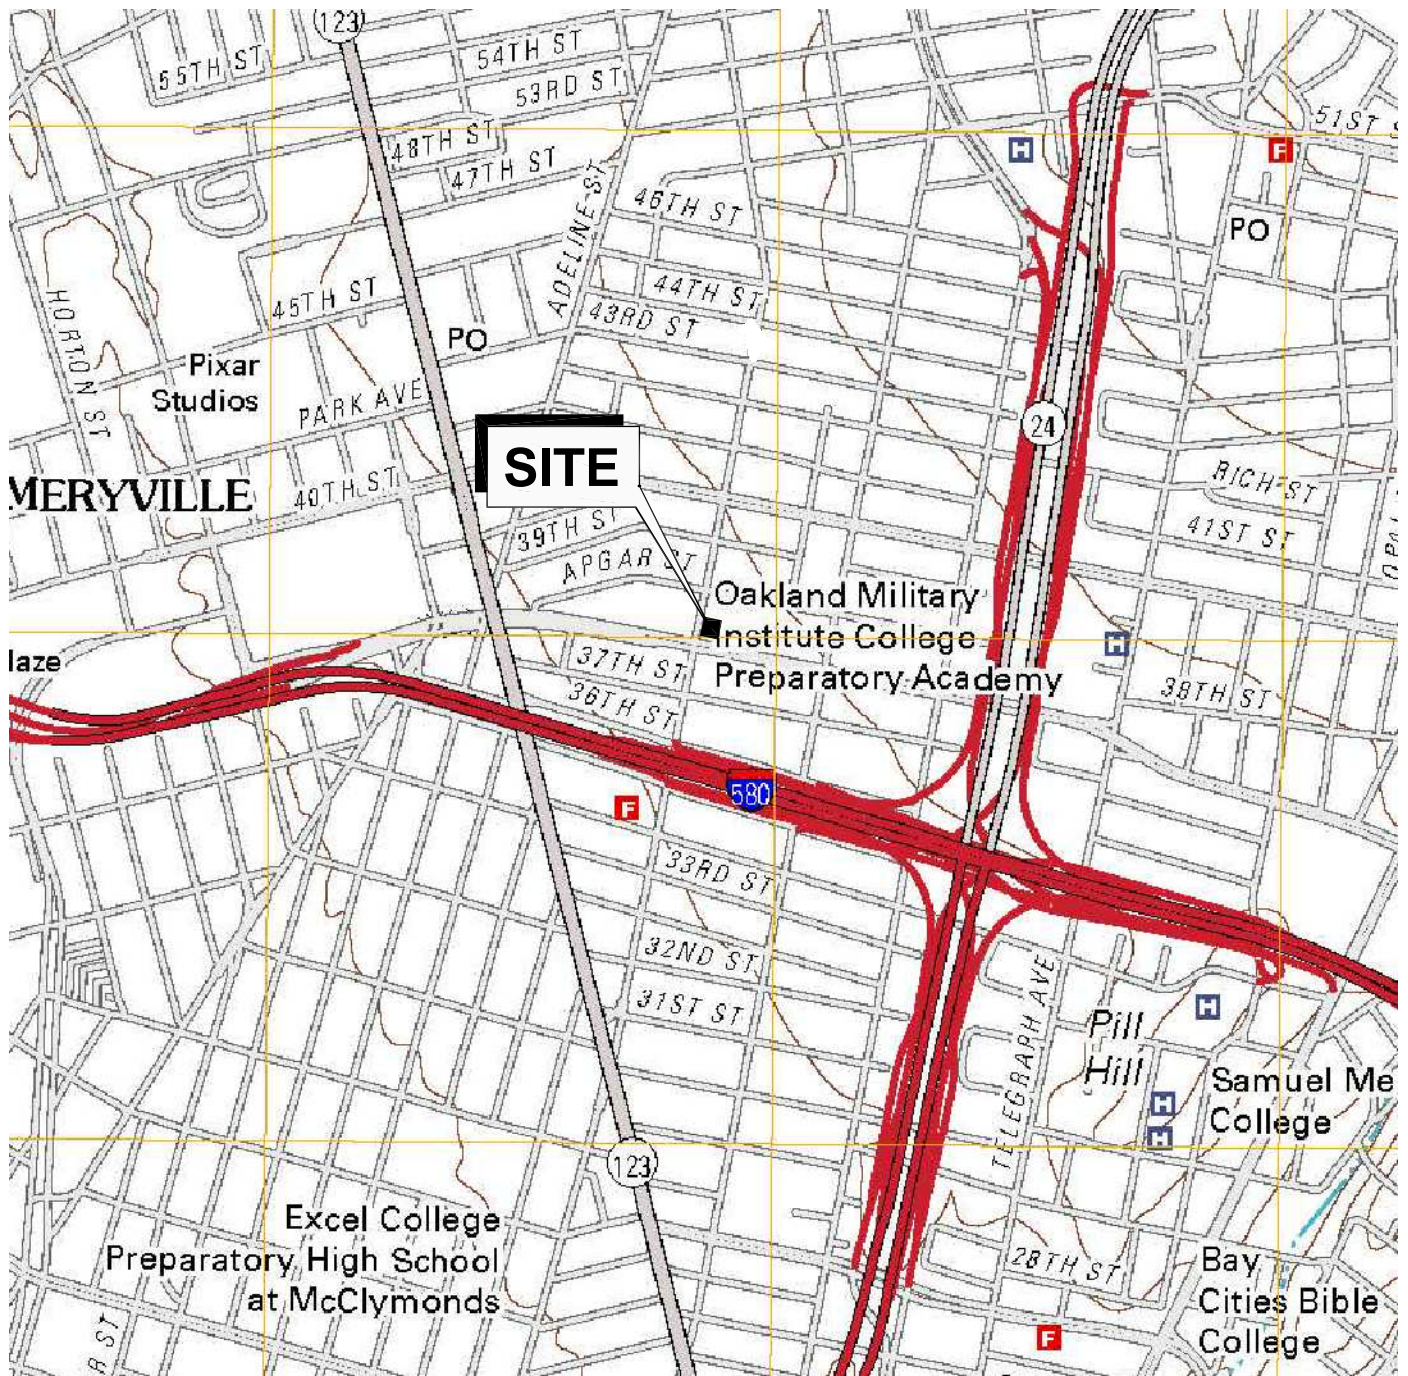 123
55TH ST
54TH ST
53RD ST
51ST S
48TH ST
47TH ST
46TH ST
PO
ADELINE ST
44TH ST
45TH ST
43RD ST
HORTON ST
PO
Pixar
Studios
PARK AVE
24
SITE
RICH ST
MERYVILLE
40TH ST
39TH ST
41ST ST
APGAR ST
Oakland Military
Institute College
Preparatory Academy
laze
37TH ST
36TH ST
38TH ST
580
F
33RD ST
32ND ST
31ST ST
TELEGRAPH AVE
Pill
Hill
Samuel Me
College
123
Excel College
Preparatory High School
at McClymonds
28TH ST
Bay
Cities Bible
College
R ST
F
F
H
H
H
H
H